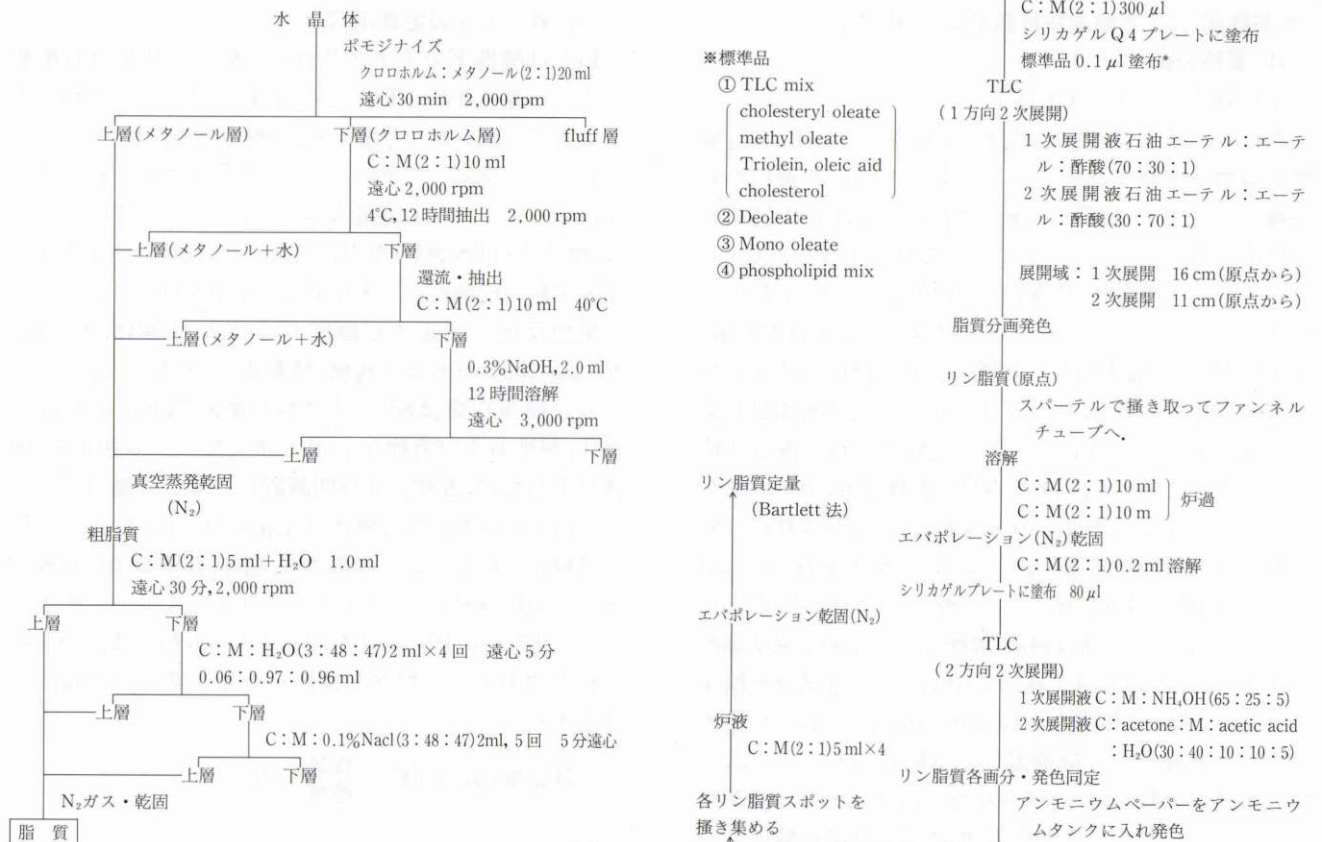 水 晶 体
ポモジナイズ
クロロホルム：メタノール(2：1)20 ml
遠心 30 min 2,000 rpm
上層(メタノール層)
下層(クロロホルム層)
fluff 層
C：M(2：1)10 ml
遠心 2,000 rpm
4℃, 12 時間抽出 2,000 rpm
上層(メタノール＋水)
下層
還流・抽出
C：M(2：1)10 ml 40℃
上層(メタノール＋水)
下層
0.3%NaOH, 2.0 ml
12 時間溶解
遠心 3,000 rpm
上層
下層
真空蒸発乾固
(N₂)
粗脂質
C：M(2：1)5 ml＋H₂O 1.0 ml
遠心 30 分, 2,000 rpm
上層
下層
C：M：H₂O(3：48：47)2 ml×4 回 遠心 5 分
0.06：0.97：0.96 ml
上層
下層
C：M：0.1%Nacl(3：48：47)2ml, 5 回 5 分遠心
上層
下層
N₂ガス・乾固
脂 質
※標準品
① TLC mix
cholesteryl oleate
methyl oleate
Triolein, oleic aid
cholesterol
② Deoleate
③ Mono oleate
④ phospholipid mix
C：M(2：1)300 μl
シリカゲル Q 4 プレートに塗布
標準品 0.1 μl 塗布*
TLC
(1 方向 2 次展開)
1 次展開液石油エーテル：エーテ
ル：酢酸(70：30：1)
2 次展開液石油エーテル：エーテ
ル：酢酸(30：70：1)
展開域： 1 次展開 16 cm(原点から)
2 次展開 11 cm(原点から)
脂質分画発色
リン脂質(原点)
スパーテルで掻き取ってファンネル
チューブへ.
溶解
C：M(2：1)10 ml
C：M(2：1)10 m
炉過
エバポレーション(N₂)乾固
C：M(2：1)0.2 ml 溶解
シリカゲルプレートに塗布 80 μl
TLC
(2 方向 2 次展開)
1 次展開液 C：M：NH₄OH(65：25：5)
2 次展開液 C：acetone：M：acetic acid
：H₂O(30：40：10：10：5)
リン脂質各画分・発色同定
アンモニウムペーパーをアンモニウ
ムタンクに入れ発色
各リン脂質スポットを
掻き集める
C：M(2：1)5 ml×4
炉液
エバポレーション乾固(N₂)
リン脂質定量
(Bartlett 法)